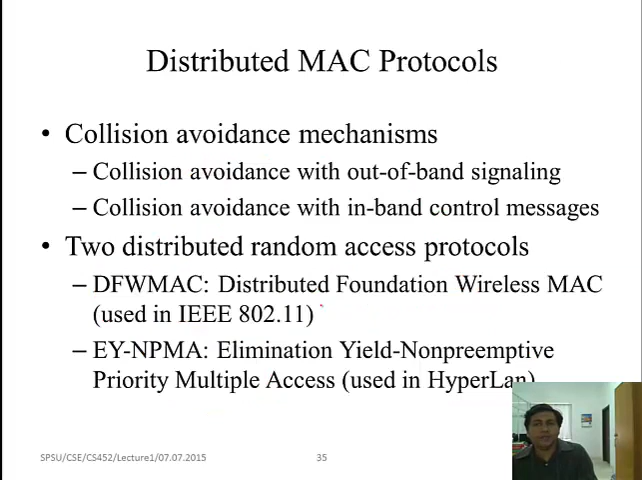 Distributed MAC Protocols
• Collision avoidance mechanisms
– Collision avoidance with out-of-band signaling
– Collision avoidance with in-band control messages
• Two distributed random access protocols
– DFWMAC: Distributed Foundation Wireless MAC
(used in IEEE 802.11)
– EY-NPMA: Elimination Yield-Nonpreemptive
Priority Multiple Access (used in HyperLan)
SPSU/CSE/CS452/Lecture1/07.07.2015
35